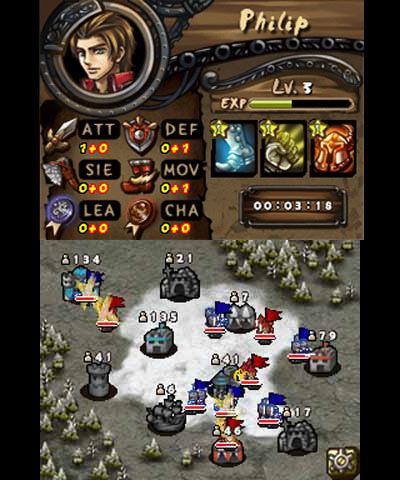 Philip
LV. 3
EXP
ATT
1+0
DEF
0+1
SIE
0+0
MOV
0+1
LEA
0+0
CHA
0+0
00:03:18
134
21
7
135
79
41
41
6
17
46